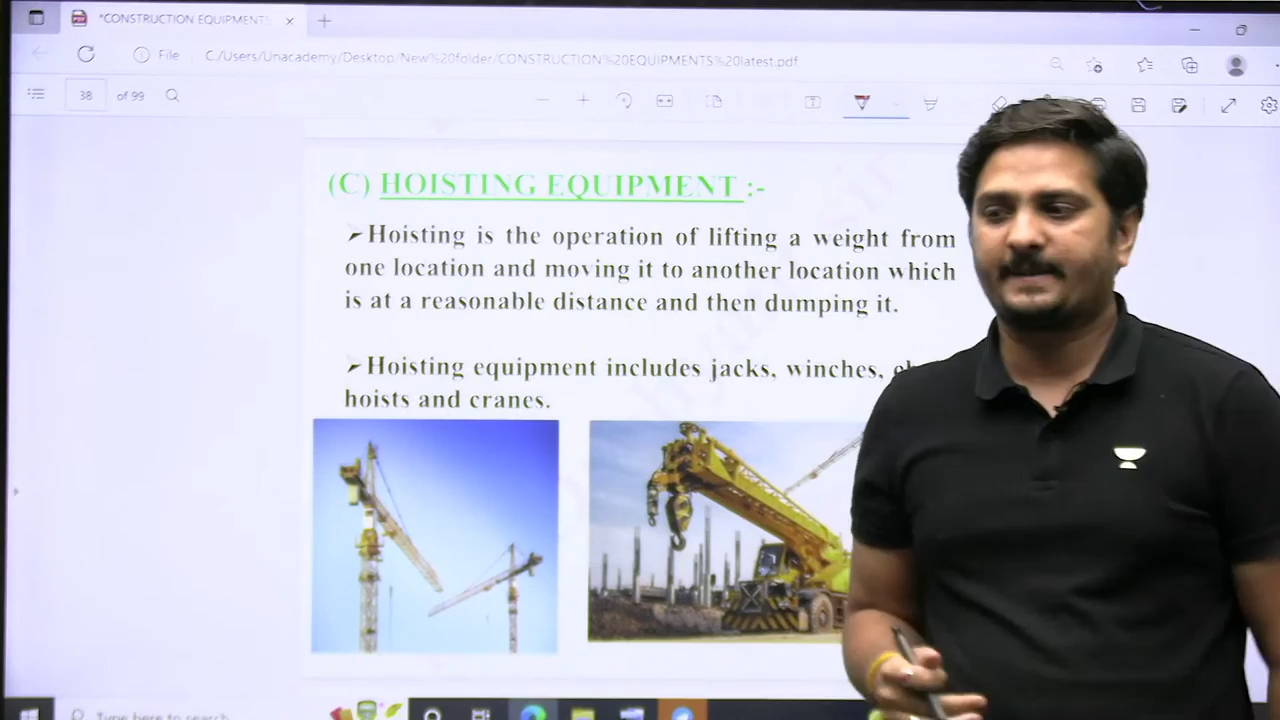 *CONSTRUCTION EQUIPMENTS
File C:/Users/Unacademy/Desktop/New%20folder/CONSTRUCTION%20EQUIPMENTS%20latest.pdf
38 of 99
(C) HOISTING EQUIPMENT :-
➢Hoisting is the operation of lifting a weight from
one location and moving it to another location which
is at a reasonable distance and then dumping it.
➢Hoisting equipment includes jacks, winches,
hoists and cranes.
Type here to search